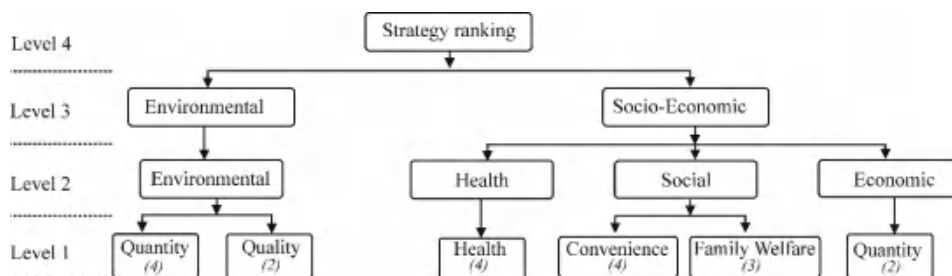 Strategy ranking
Level 4
Environmental
Socio-Economic
Level 3
Environmental
Health
Social
Economic
Level 2
Quantity
(4)
Quality
(2)
Health
(4)
Convenience
(4)
Family Welfare
(3)
Quantity
(2)
Level 1